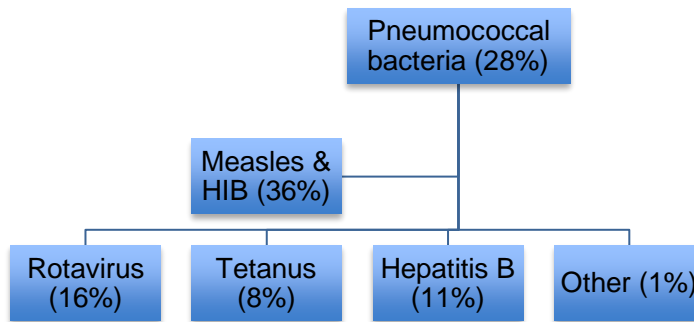 Pneumococcal
bacteria (28%)
Measles &
HIB (36%)
Rotavirus
(16%)
Tetanus
(8%)
Hepatitis B
(11%)
Other (1%)